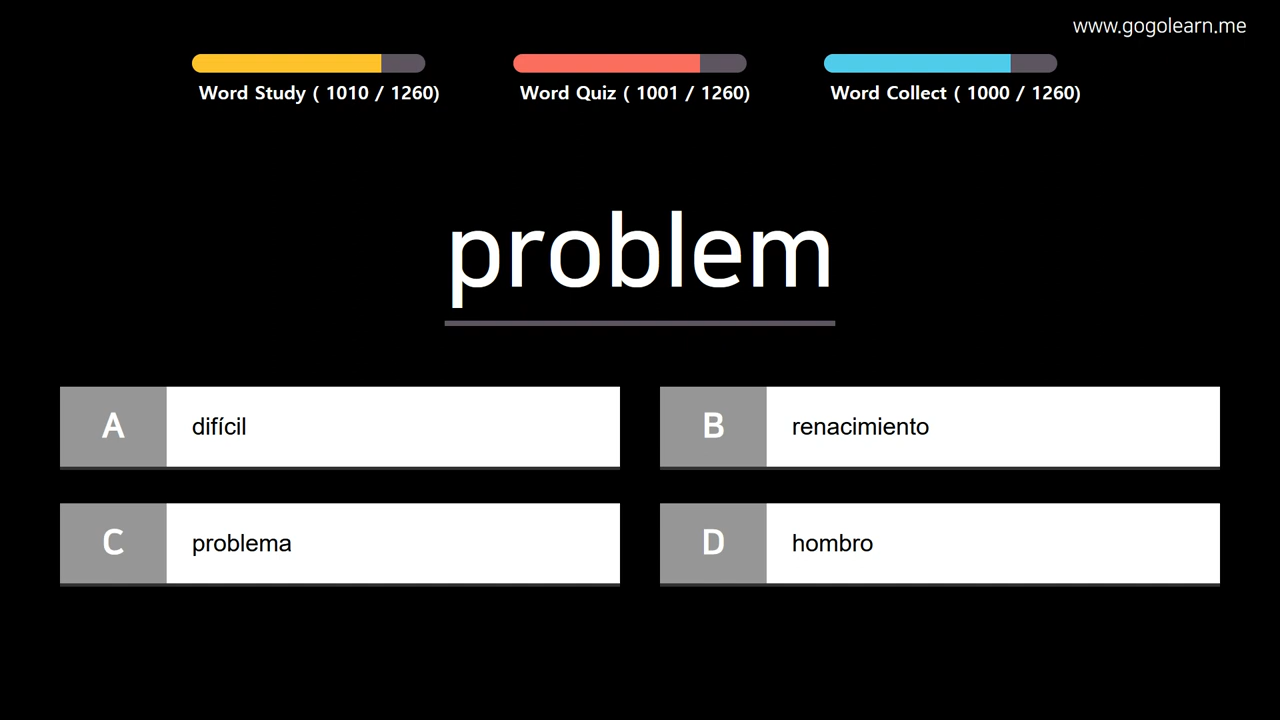 www.gogolearn.me
Word Study ( 1010 / 1260)
Word Quiz ( 1001 / 1260)
Word Collect ( 1000 / 1260)
problem
A difícil
B renacimiento
C problema
D hombro